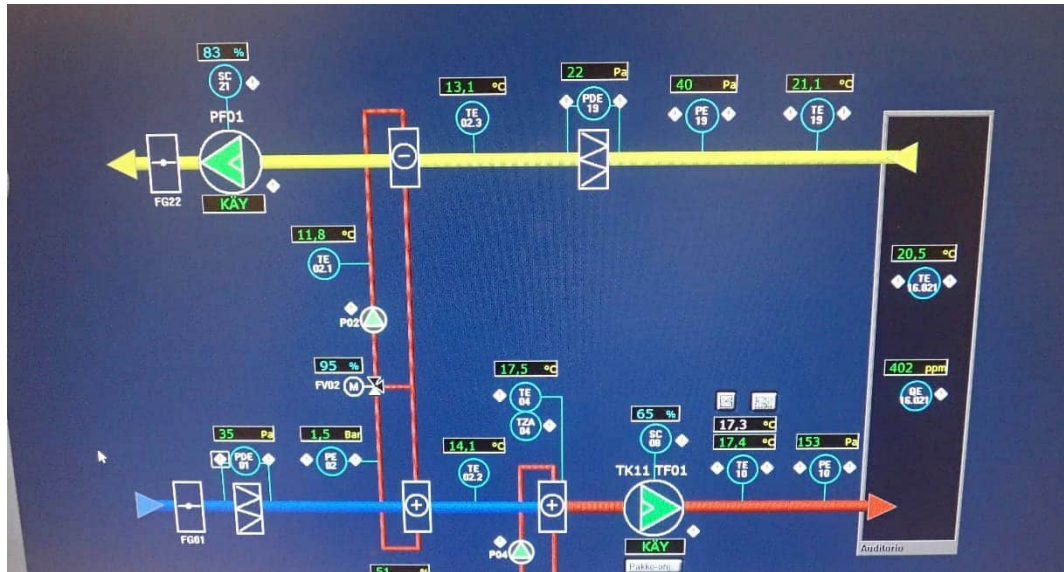 83 %
SC
21
PF01
FG22
KÄY
13,1 °C
TE
02.3
22 Pa
PDE
19
40 Pa
PE
19
21,1 °C
TE
19
11,8 °C
TE
02.1
P02
95 %
FV02
M
17,5 °C
TE
04
TZA
04
20,5 °C
TE
16.021
402 ppm
QE
16.021
35 Pa
PDE
01
1,5 Bar
PE
02
14,1 °C
TE
02.2
65 %
SC
08
17,3 °C
17,4 °C
TE
10
153 Pa
PE
10
TK11 TF01
FG01
P04
KÄY
Pakko-ohj.
51 %
Auditorio